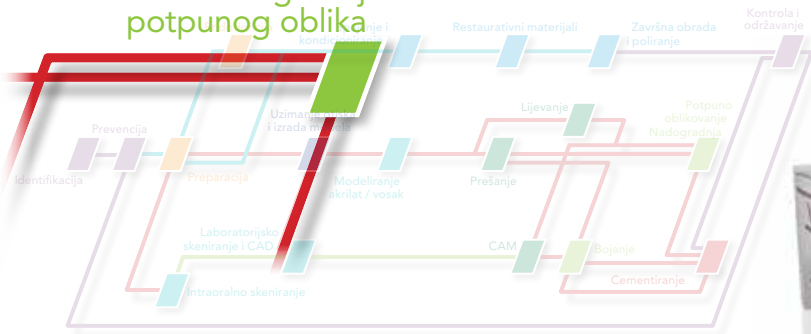 potpunog oblika
kondicioniranje
Restaurativni materijali
Završna obrada
i poliranje
Kontrola i
održavanje
Uzimanje otiska
i izrada modela
Lijevanje
Potpuno
oblikovanje
Nadogradnja
Prevencija
Identifikacija
Preparacija
Modeliranje
akrilat / vosak
Prešanje
Laboratorijsko
skeniranje i CAD
CAM
Bojanje
Cementiranje
Intraoralno skeniranje